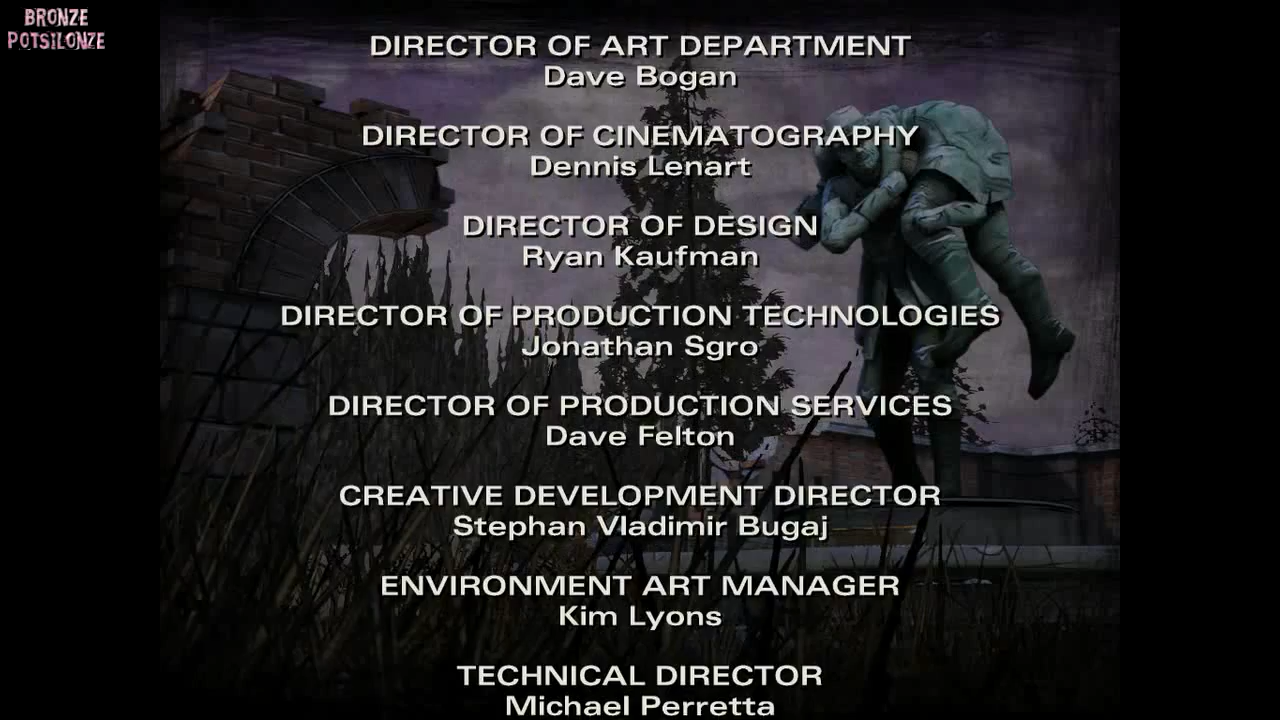 BRONZE
POTSILONZE
DIRECTOR OF ART DEPARTMENT
Dave Bogan
DIRECTOR OF CINEMATOGRAPHY
Dennis Lenart
DIRECTOR OF DESIGN
Ryan Kaufman
DIRECTOR OF PRODUCTION TECHNOLOGIES
Jonathan Sgro
DIRECTOR OF PRODUCTION SERVICES
Dave Felton
CREATIVE DEVELOPMENT DIRECTOR
Stephan Vladimir Bugaj
ENVIRONMENT ART MANAGER
Kim Lyons
TECHNICAL DIRECTOR
Michael Perretta